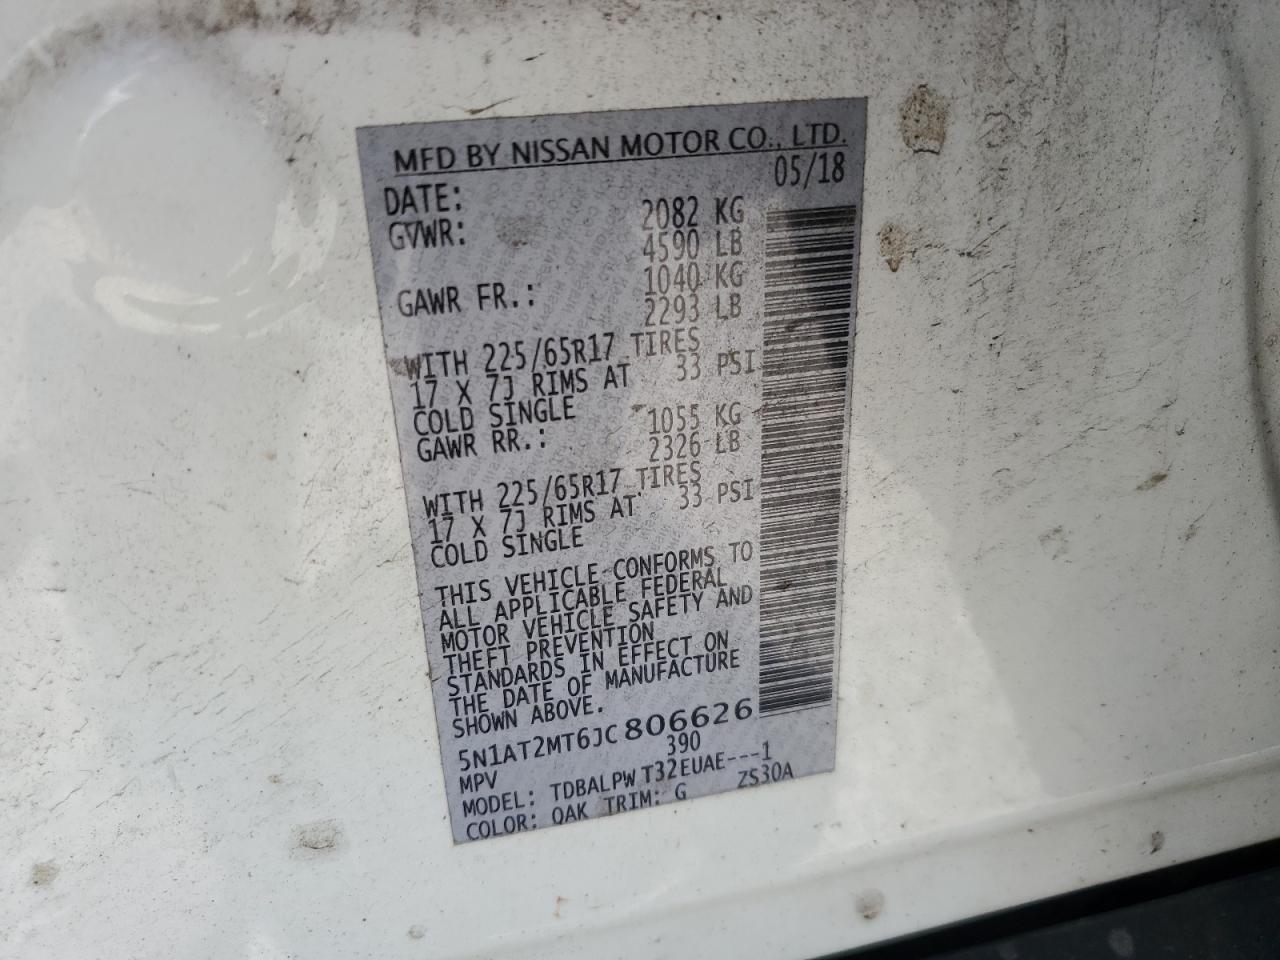 MFD BY NISSAN MOTOR CO., LTD.
DATE: 05/18
GVWR: 2082 KG
4590 LB
GAWR FR.: 1040 KG
2293 LB
WITH 225/65R17 TIRES
17 X 7J RIMS AT 33 PSI
COLD SINGLE
GAWR RR.: 1055 KG
2326 LB
WITH 225/65R17 TIRES
17 X 7J RIMS AT 33 PSI
COLD SINGLE
THIS VEHICLE CONFORMS TO
ALL APPLICABLE FEDERAL
MOTOR VEHICLE SAFETY AND
THEFT PREVENTION
STANDARDS IN EFFECT ON
THE DATE OF MANUFACTURE
SHOWN ABOVE.
5N1AT2MT6JC806626
MPV 390
MODEL: TDBALPWT32EUAE---1
COLOR: QAK TRIM: G ZS30A